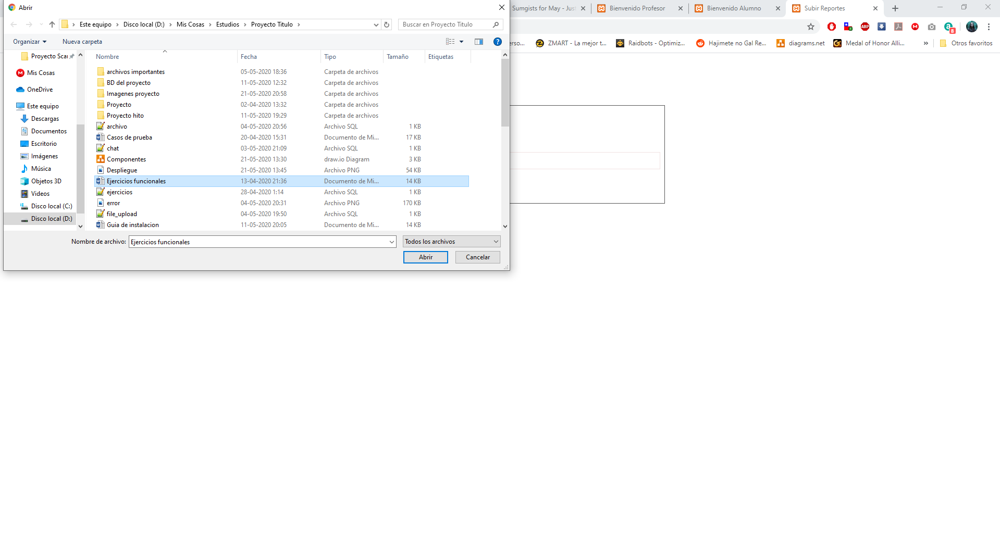 Abrir
Sumgists for May - Jus
Bienvenido Profesor
Bienvenido Alumno
Subir Reportes
Este equipo > Disco local (D:) > Mis Cosas > Estudios > Proyecto Titulo >
Buscar en Proyecto Titulo
ABP
8
Organizar
Nueva carpeta
erso...
ZMART - La mejor t...
Raidbots - Optimiz...
Hajimete no Gal Re...
diagrams.net
Medal of Honor Alli...
»
Otros favoritos
Proyecto Scar
Mis Cosas
OneDrive
Este equipo
Descargas
Documentos
Escritorio
Imágenes
Música
Objetos 3D
Videos
Disco local (C:)
Disco local (D:)
Nombre Fecha Tipo Tamaño Etiquetas
archivos importantes 05-05-2020 18:36 Carpeta de archivos
BD del proyecto 11-05-2020 12:32 Carpeta de archivos
Imagenes proyecto 21-05-2020 20:58 Carpeta de archivos
Proyecto 02-04-2020 13:32 Carpeta de archivos
Proyecto hito 11-05-2020 19:29 Carpeta de archivos
archivo 04-05-2020 20:56 Archivo SQL 1 KB
Casos de prueba 20-04-2020 15:31 Documento de Mi... 17 KB
chat 03-05-2020 21:09 Archivo SQL 1 KB
Componentes 21-05-2020 13:30 draw.io Diagram 3 KB
Despliegue 21-05-2020 13:45 Archivo PNG 54 KB
Ejercicios funcionales 13-04-2020 21:36 Documento de Mi... 14 KB
ejercicios 28-04-2020 1:14 Archivo SQL 1 KB
error 04-05-2020 20:31 Archivo PNG 170 KB
file_upload 04-05-2020 19:50 Archivo SQL 1 KB
Guia de instalacion 11-05-2020 20:05 Documento de Mi... 14 KB
Nombre de archivo: Ejercicios funcionales
Todos los archivos
Abrir
Cancelar